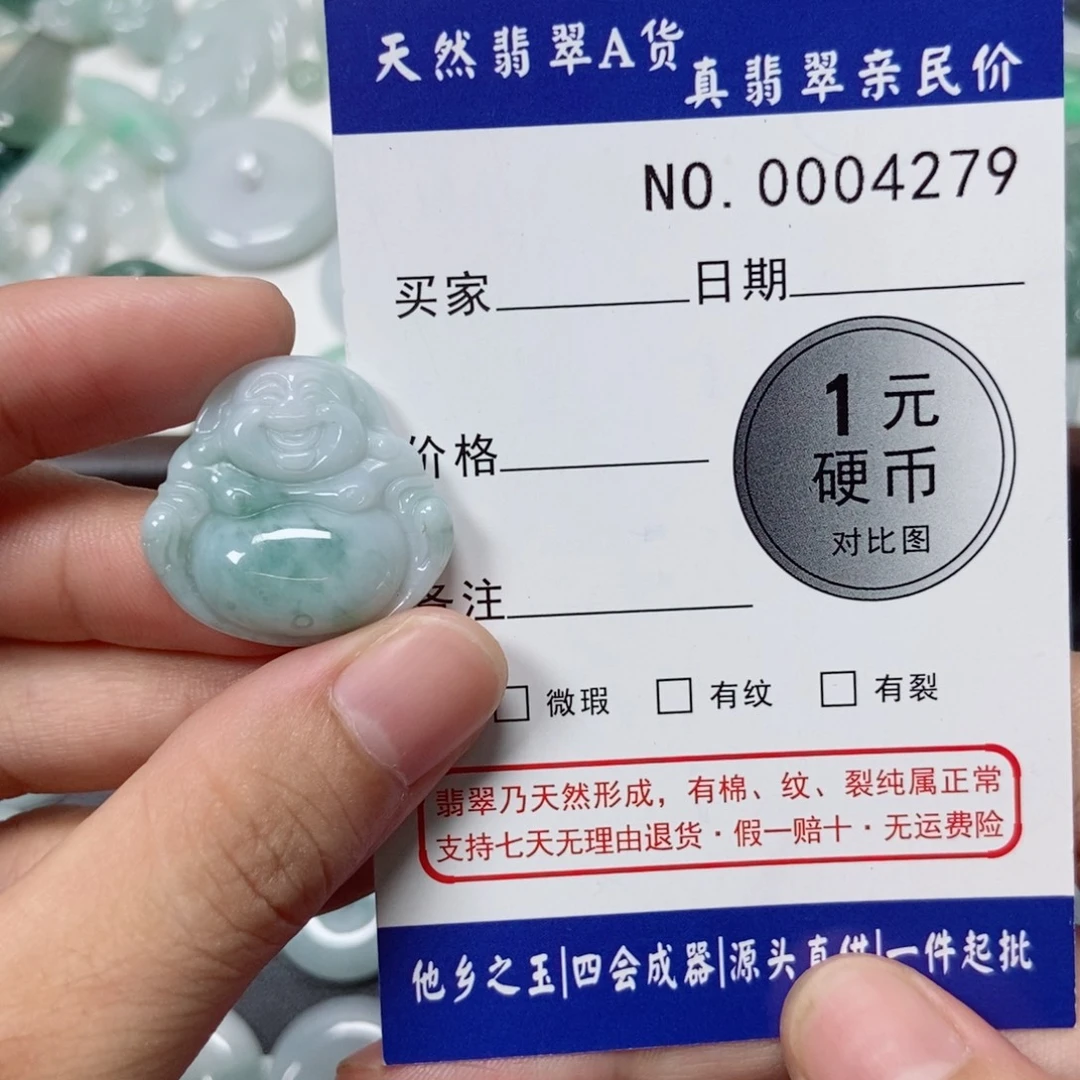 天然翡翠A货
真翡翠亲民价
NO. 0004279
买家 日期
1元
硬币
对比图
价格
备注
微瑕 有纹 有裂
翡翠乃天然形成，有棉、纹、裂纯属正常
支持七天无理由退货·假一赔十·无运费险
他乡之玉|四会成器|源头直供|一件起批